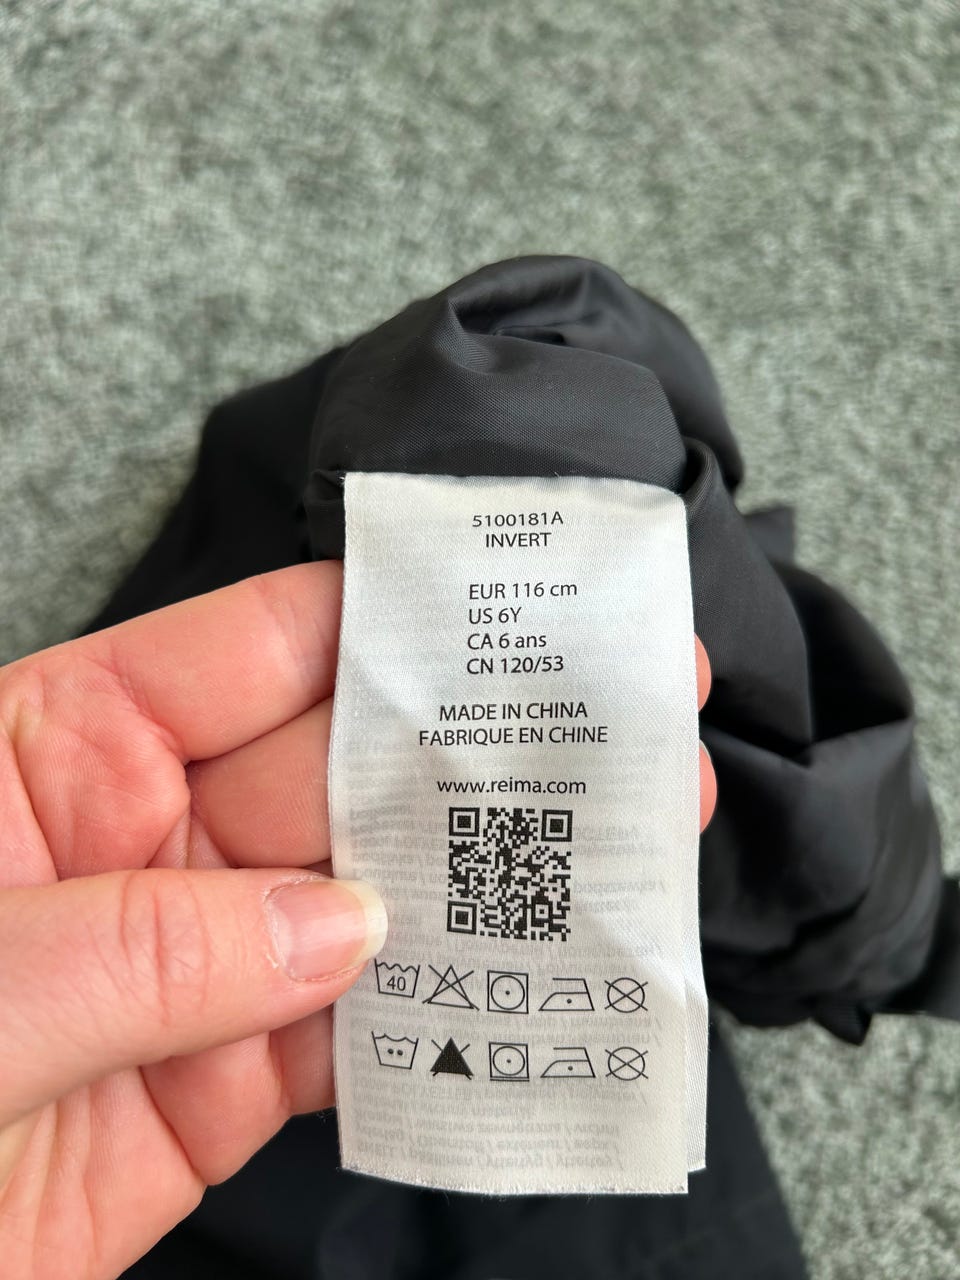 5100181A
INVERT
EUR 116 cm
US 6Y
CA 6 ans
CN 120/53
MADE IN CHINA
FABRIQUE EN CHINE
www.reima.com
40